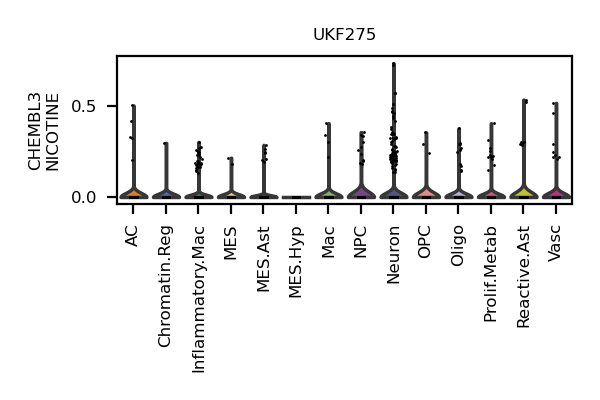 UKF275
CHEMBL3
NICOTINE
0.5
0.0
AC
Chromatin.Reg
Inflammatory.Mac
MES
MES.Ast
MES.Hyp
Mac
NPC
Neuron
OPC
Oligo
Prolif.Metab
Reactive.Ast
Vasc